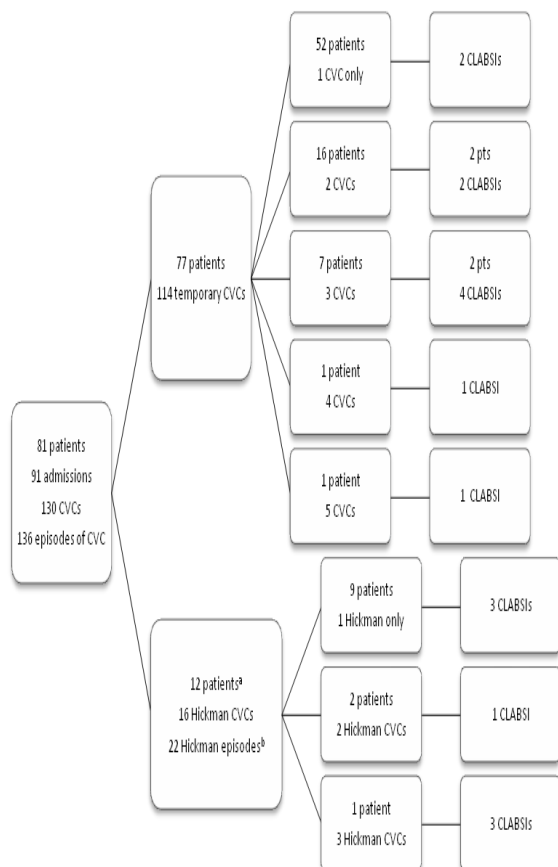 81 patients
91 admissions
130 CVCs
136 episodes of CVC
77 patients
114 temporary CVCs
52 patients
1 CVC only
2 CLABSIs
16 patients
2 CVCs
2 pts
2 CLABSIs
7 patients
3 CVCs
2 pts
4 CLABSIs
1 patient
4 CVCs
1 CLABSI
1 patient
5 CVCs
1 CLABSI
12 patientsᵃ
16 Hickman CVCs
22 Hickman episodesᵇ
9 patients
1 Hickman only
3 CLABSIs
2 patients
2 Hickman CVCs
1 CLABSI
1 patient
3 Hickman CVCs
3 CLABSIs